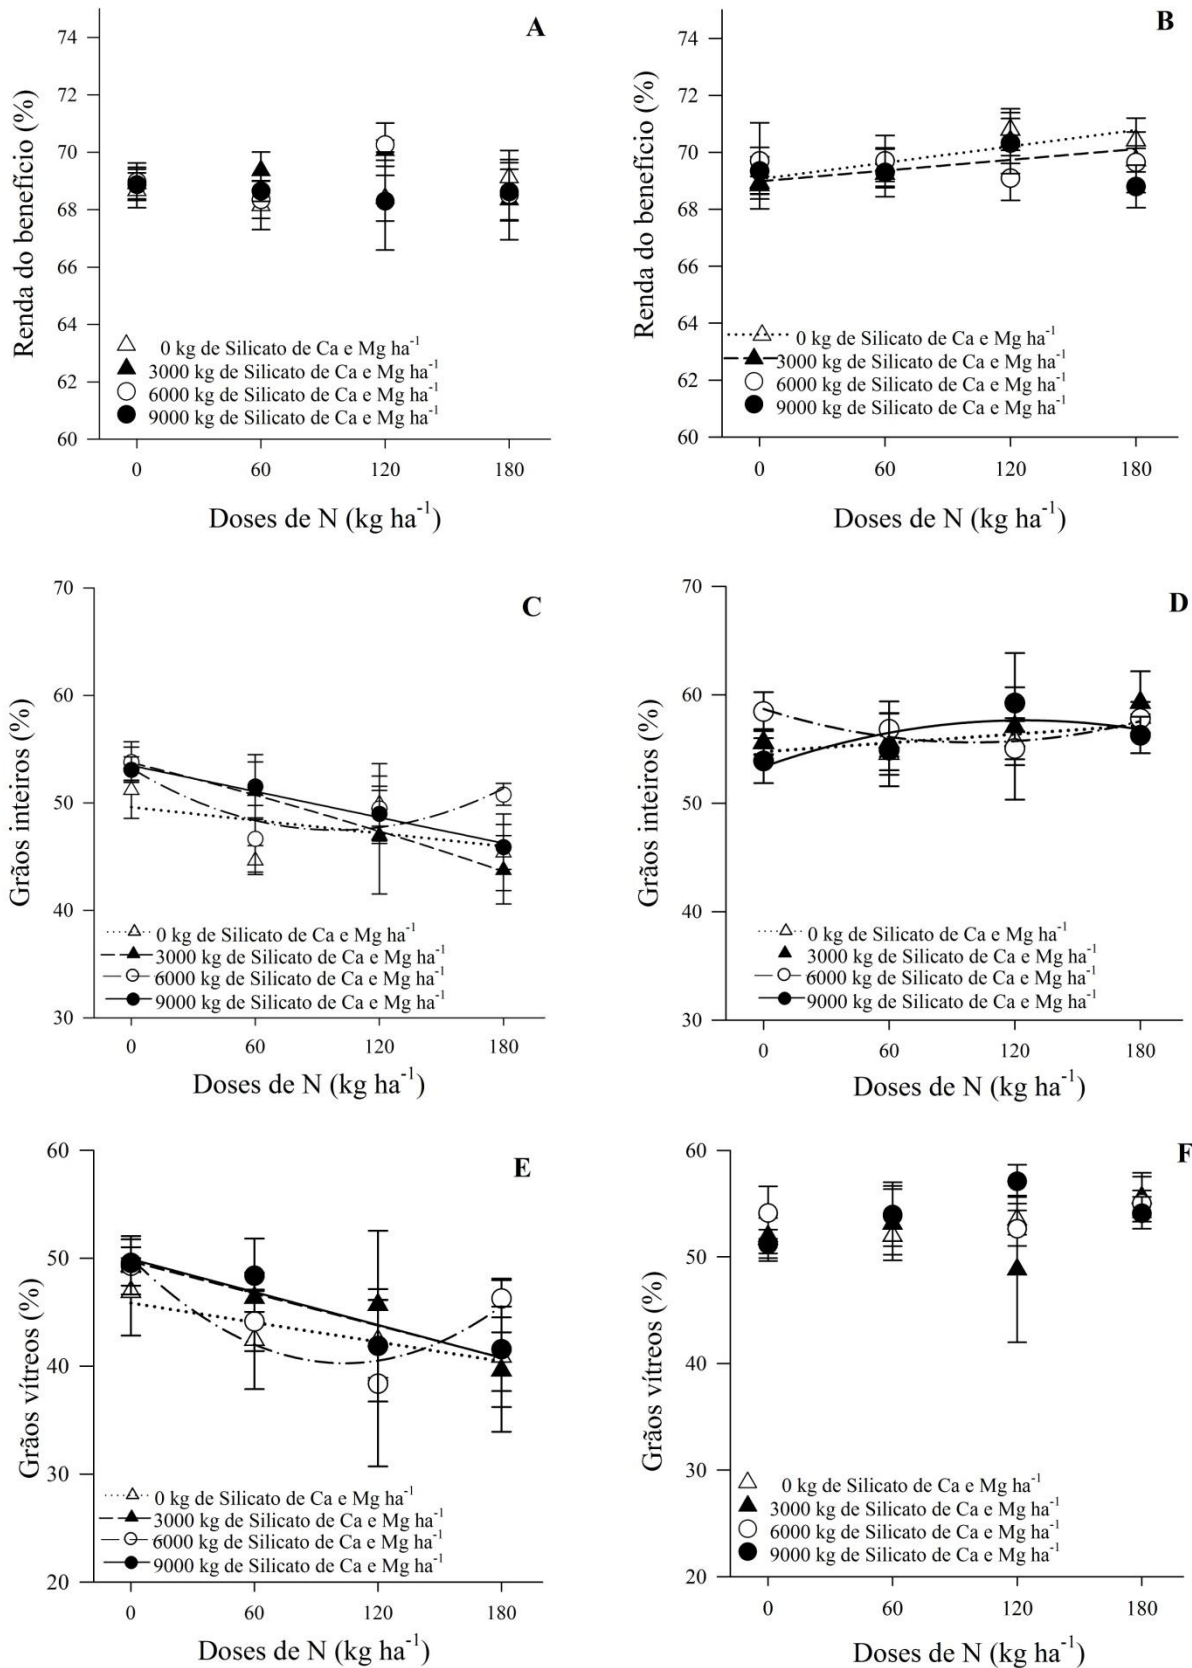 A
Renda do benefício (%)
74
72
70
68
66
64
62
60
0 kg de Silicato de Ca e Mg ha⁻¹
3000 kg de Silicato de Ca e Mg ha⁻¹
6000 kg de Silicato de Ca e Mg ha⁻¹
9000 kg de Silicato de Ca e Mg ha⁻¹
0 60 120 180
Doses de N (kg ha⁻¹)
B
Renda do benefício (%)
74
72
70
68
66
64
62
60
0 kg de Silicato de Ca e Mg ha⁻¹
3000 kg de Silicato de Ca e Mg ha⁻¹
6000 kg de Silicato de Ca e Mg ha⁻¹
9000 kg de Silicato de Ca e Mg ha⁻¹
0 60 120 180
Doses de N (kg ha⁻¹)
C
Grãos inteiros (%)
70
60
50
40
30
0 kg de Silicato de Ca e Mg ha⁻¹
3000 kg de Silicato de Ca e Mg ha⁻¹
6000 kg de Silicato de Ca e Mg ha⁻¹
9000 kg de Silicato de Ca e Mg ha⁻¹
0 60 120 180
Doses de N (kg ha⁻¹)
D
Grãos inteiros (%)
70
60
50
40
30
0 kg de Silicato de Ca e Mg ha⁻¹
3000 kg de Silicato de Ca e Mg ha⁻¹
6000 kg de Silicato de Ca e Mg ha⁻¹
9000 kg de Silicato de Ca e Mg ha⁻¹
0 60 120 180
Doses de N (kg ha⁻¹)
E
Grãos vítreos (%)
60
50
40
30
20
0 kg de Silicato de Ca e Mg ha⁻¹
3000 kg de Silicato de Ca e Mg ha⁻¹
6000 kg de Silicato de Ca e Mg ha⁻¹
9000 kg de Silicato de Ca e Mg ha⁻¹
0 60 120 180
Doses de N (kg ha⁻¹)
F
Grãos vítreos (%)
60
50
40
30
20
0 kg de Silicato de Ca e Mg ha⁻¹
3000 kg de Silicato de Ca e Mg ha⁻¹
6000 kg de Silicato de Ca e Mg ha⁻¹
9000 kg de Silicato de Ca e Mg ha⁻¹
0 60 120 180
Doses de N (kg ha⁻¹)